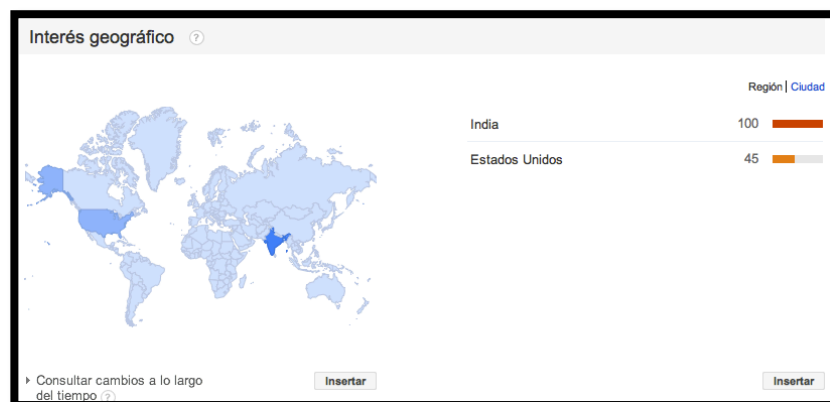 Interés geográfico ?
Región | Ciudad
India 100
Estados Unidos 45
Consultar cambios a lo largo
del tiempo ?
Insertar
Insertar